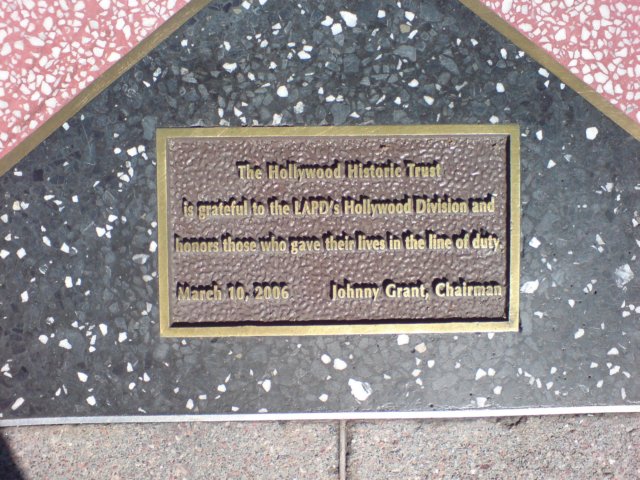 The Hollywood Historic Trust
is grateful to the LAPD's Hollywood Division and
honors those who gave their lives in the line of duty.
March 10, 2006 Johnny Grant, Chairman